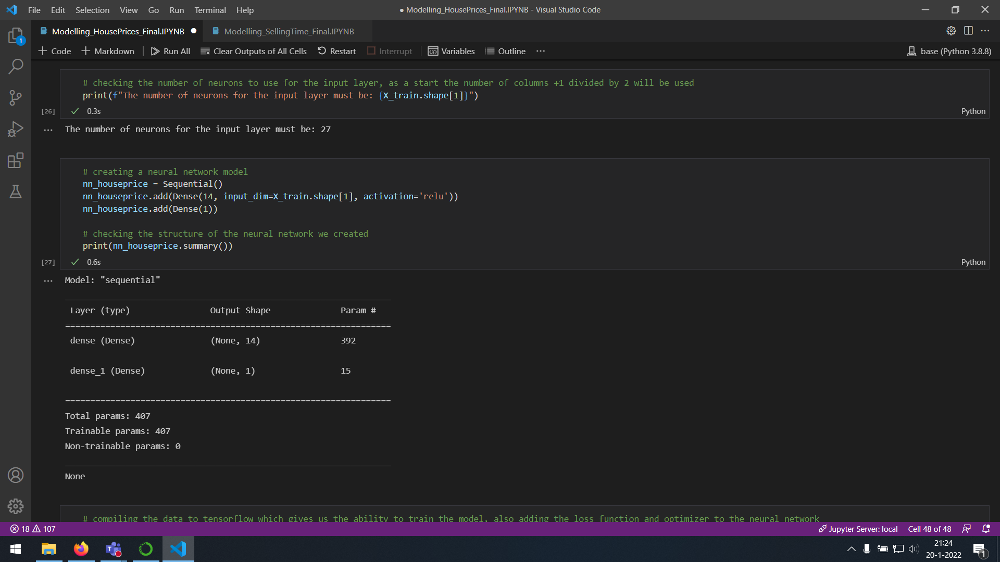 File Edit Selection View Go Run Terminal Help
● Modelling_HousePrices_Final.IPYNB - Visual Studio Code
Modelling_HousePrices_Final.IPYNB
Modelling_SellingTime_Final.IPYNB
1
+ Code + Markdown Run All Clear Outputs of All Cells Restart Interrupt Variables Outline ... base (Python 3.8.8)
# checking the number of neurons to use for the input layer, as a start the number of columns +1 divided by 2 will be used
print(f"The number of neurons for the input layer must be: {X_train.shape[1]}")
[26] ✓ 0.3s Python
... The number of neurons for the input layer must be: 27
# creating a neural network model
nn_houseprice = Sequential()
nn_houseprice.add(Dense(14, input_dim=X_train.shape[1], activation='relu'))
nn_houseprice.add(Dense(1))
# checking the structure of the neural network we created
print(nn_houseprice.summary())
[27] ✓ 0.6s Python
... Model: "sequential"
_________________________________________________________________
Layer (type) Output Shape Param #
=================================================================
dense (Dense) (None, 14) 392
dense_1 (Dense) (None, 1) 15
=================================================================
Total params: 407
Trainable params: 407
Non-trainable params: 0
_________________________________________________________________
None
# compiling the data to tensorflow which gives us the ability to train the model, also adding the loss function and optimizer to the neural network
18 107 Jupyter Server: local Cell 48 of 48
21:24
20-1-2022
1